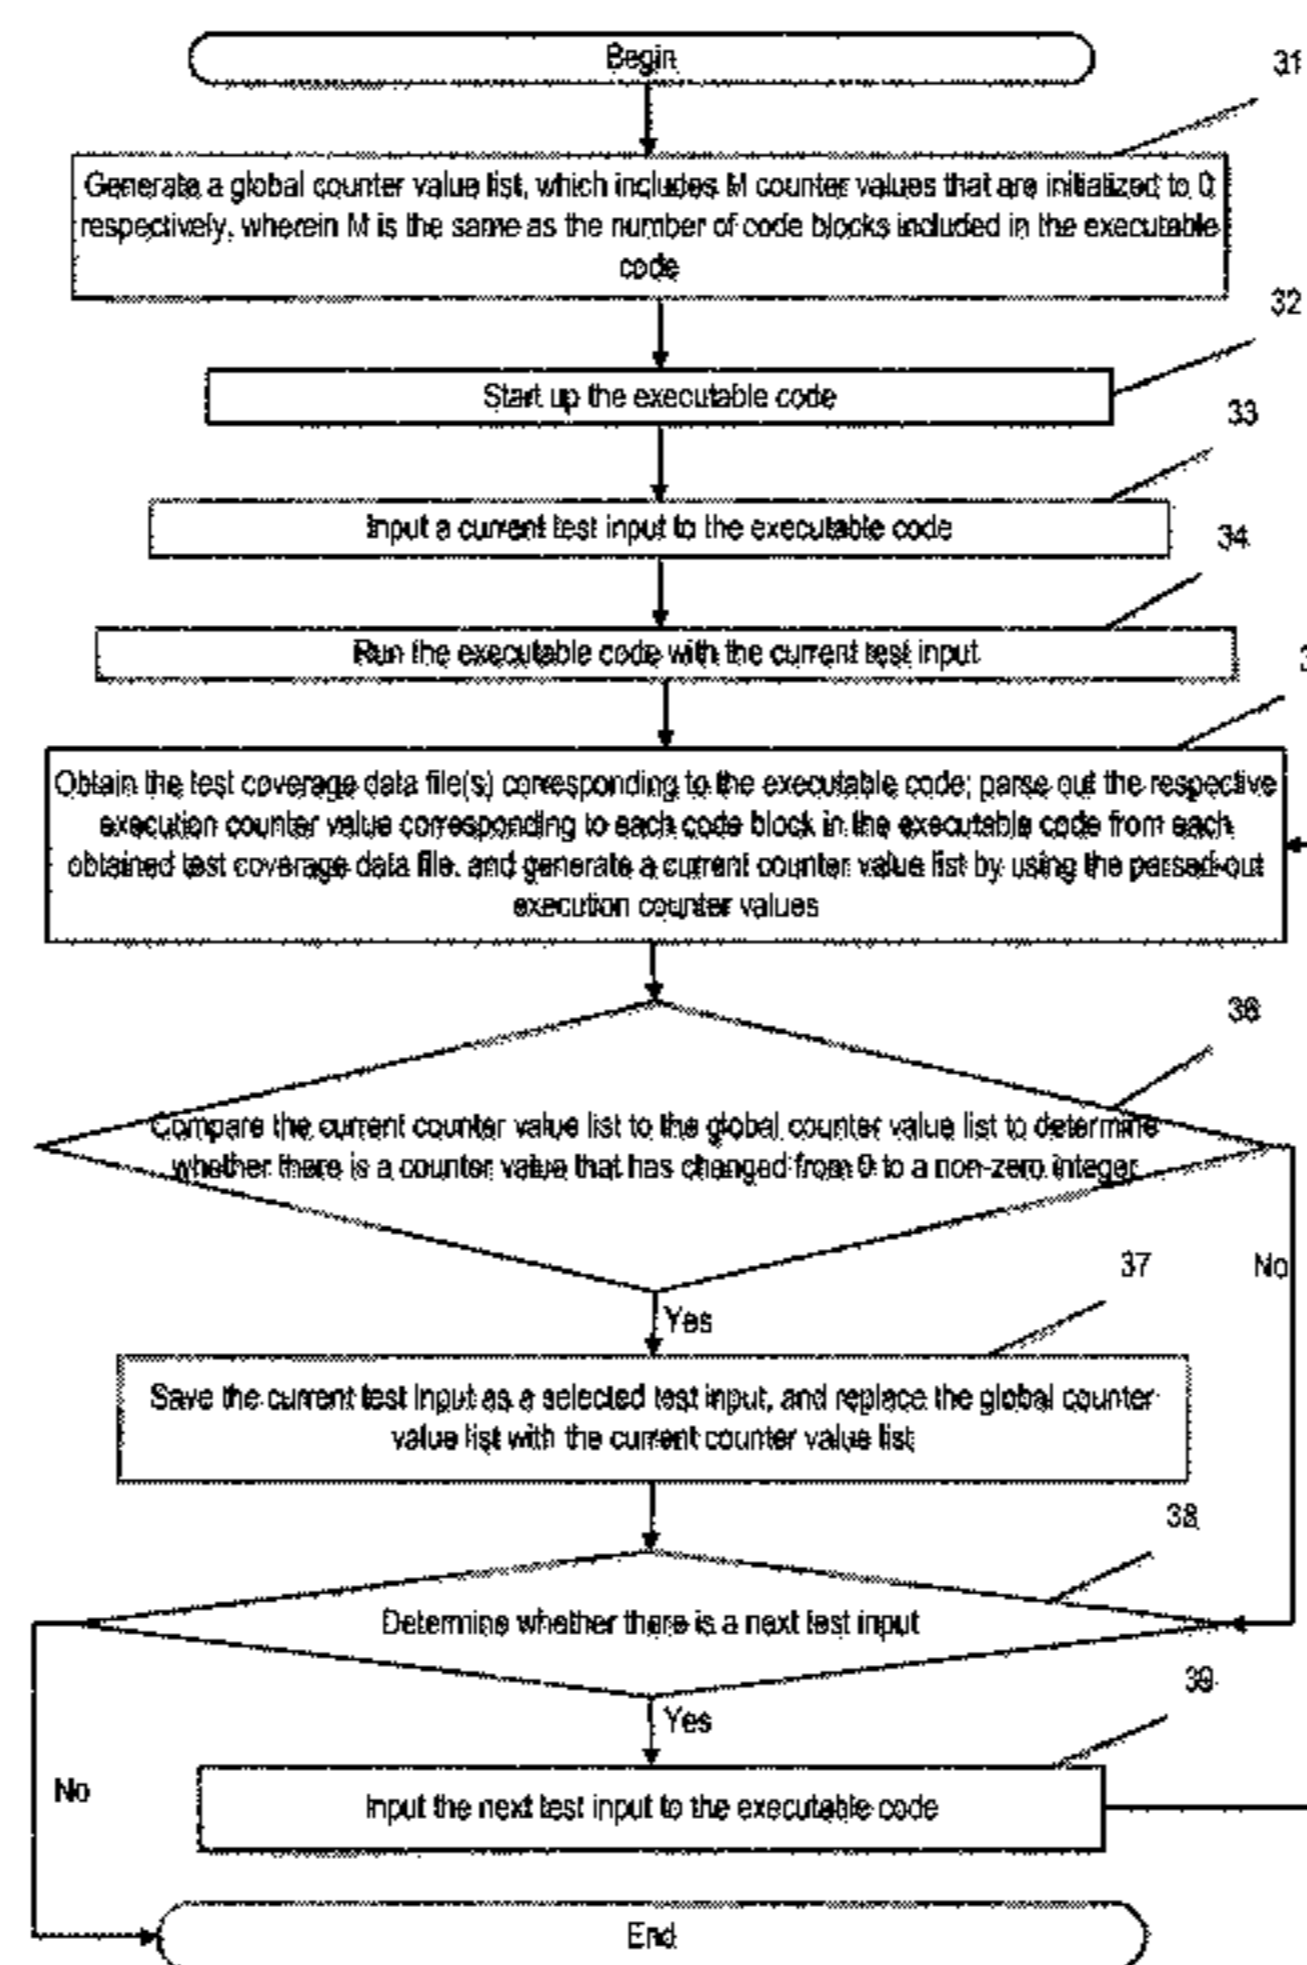 Begin
31
Generate a global counter value list, which includes M counter values that are initialized to 0
respectively, wherein M is the same as the number of code blocks included in the executable
code
32
Start up the executable code
33
Input a current test input to the executable code
34
Run the executable code with the current test input
3
Obtain the test coverage data file(s) corresponding to the executable code; parse out the respective
execution counter value corresponding to each code block in the executable code from each
obtained test coverage data file, and generate a current counter value list by using the parsed-out
execution counter values
36
Compare the current counter value list to the global counter value list to determine
whether there is a counter value that has changed from 0 to a non-zero integer
No
37
Yes
Save the current test input as a selected test input, and replace the global counter
value list with the current counter value list
38
Determine whether there is a next test input
39
Yes
No
Input the next test input to the executable code
End